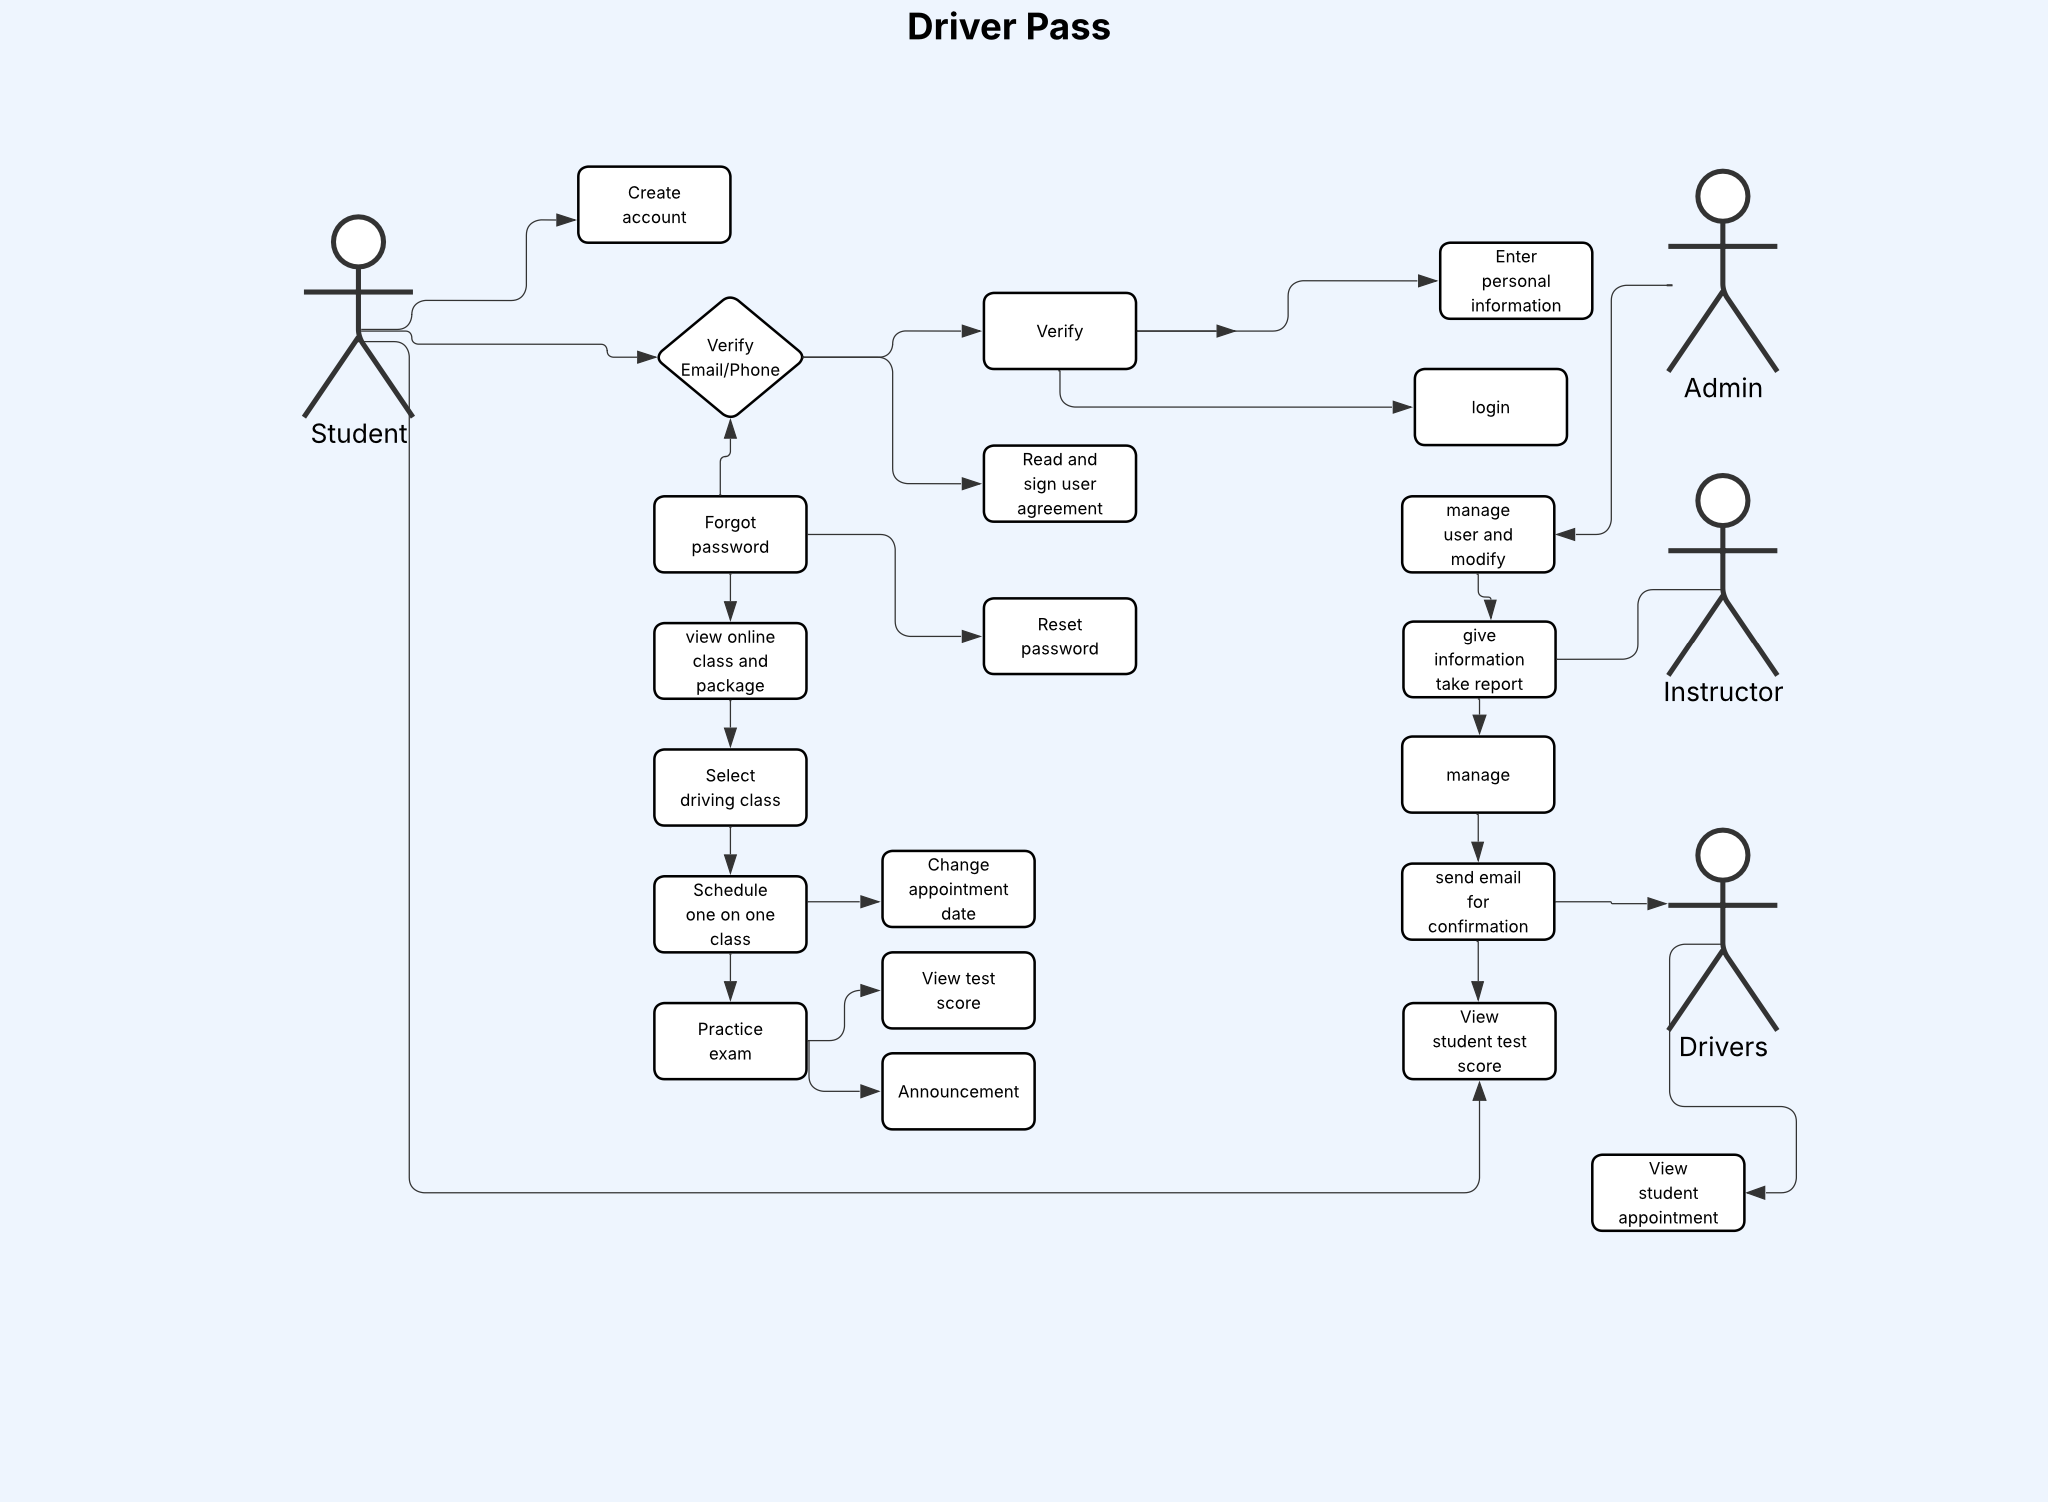 Driver Pass
Create
account
Student
Verify
Email/Phone
Verify
Enter
personal
information
login
Admin
Read and
sign user
agreement
Forgot
password
Reset
password
view online
class and
package
Select
driving class
Schedule
one on one
class
Change
appointment
date
View test
score
Practice
exam
Announcement
manage
user and
modify
give
information
take report
Instructor
manage
send email
for
confirmation
View
student test
score
Drivers
View
student
appointment